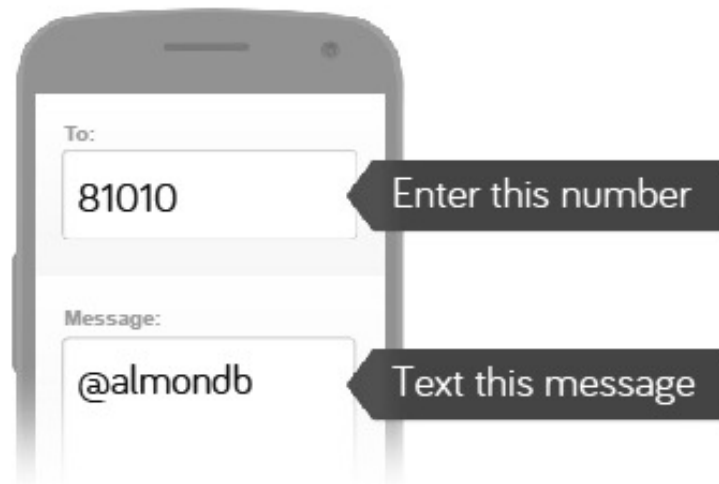 To:
81010
Enter this number
Message:
@almondb
Text this message